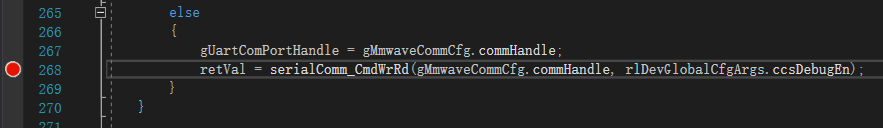 265 else
266 {
267 gUartComPortHandle = gMmwaveCommCfg.commHandle;
268 retVal = serialComm_CmdWrRd(gMmwaveCommCfg.commHandle, rlDevGlobalCfgArgs.ccsDebugEn);
269 }
270 }
271